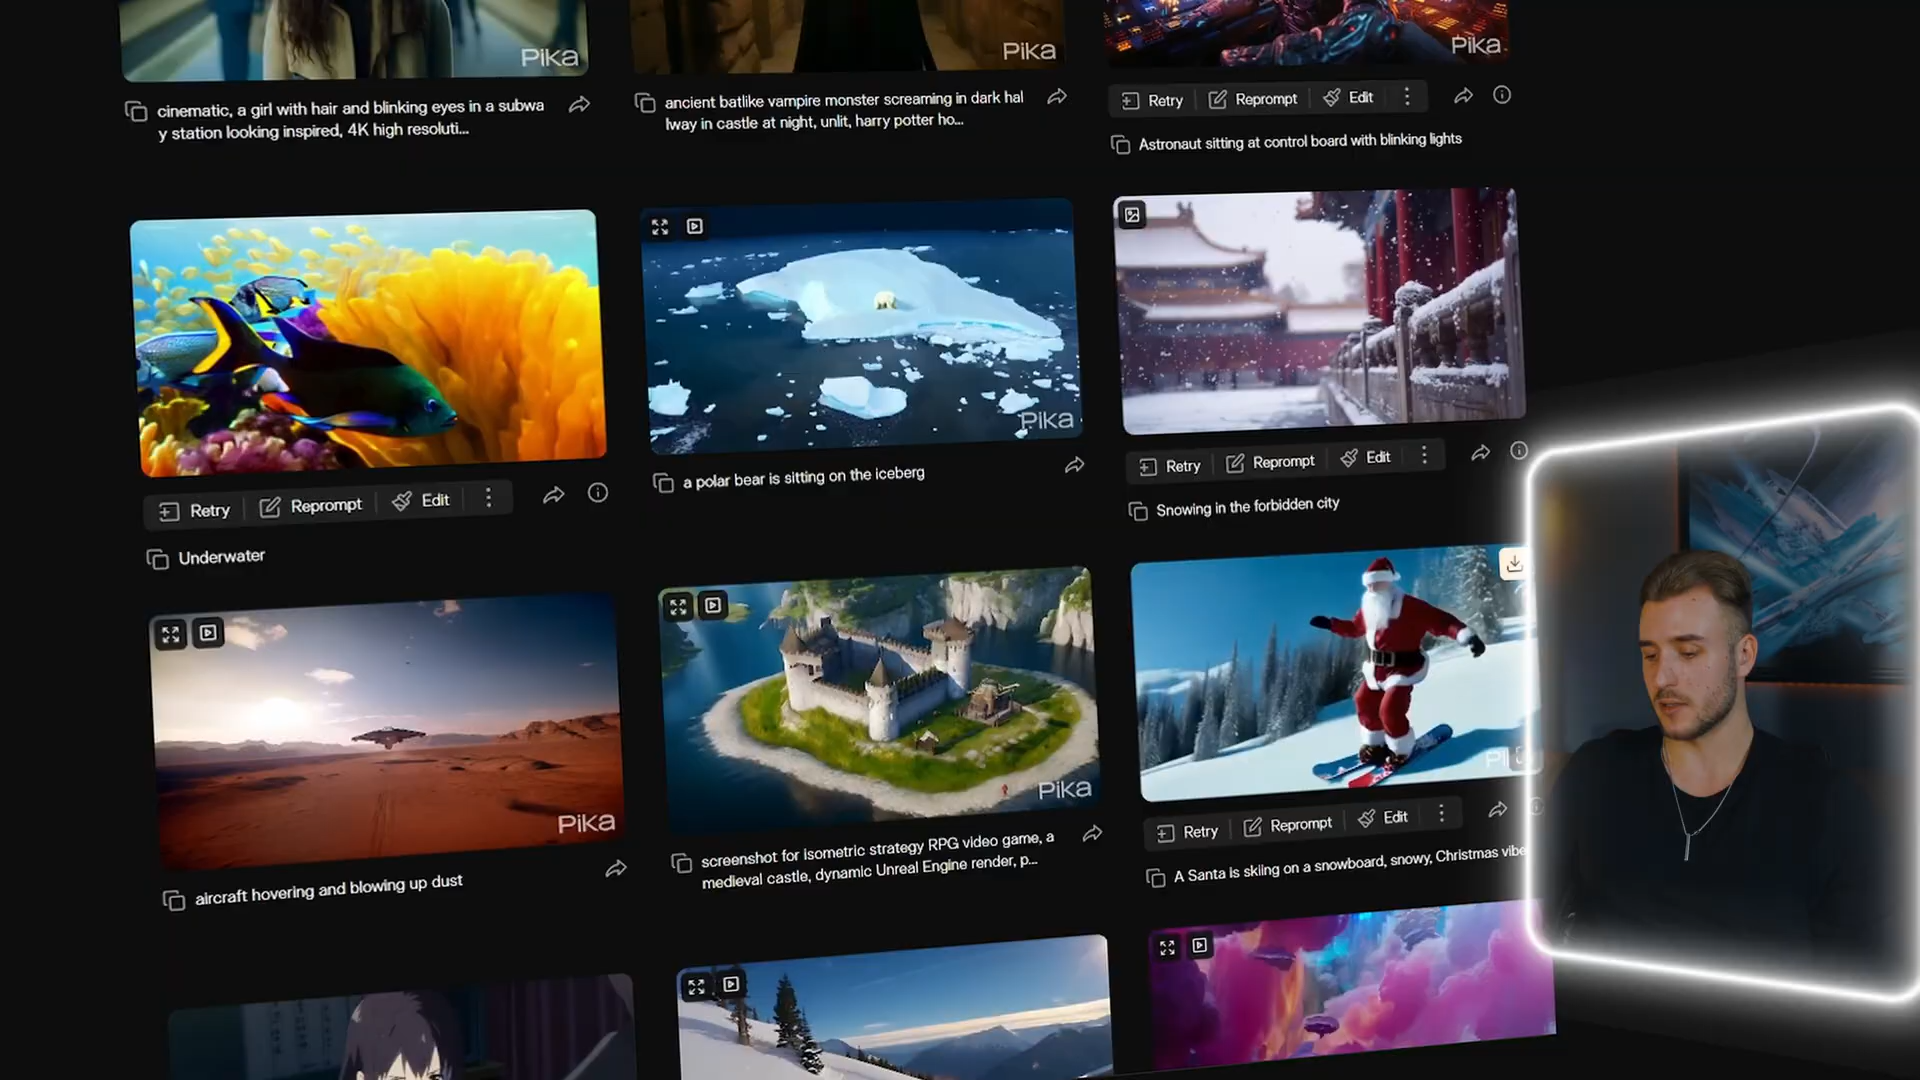 Pika
Pika
Pika
cinematic, a girl with hair and blinking eyes in a subwa
y station looking inspired, 4K high resoluti...
ancient batlike vampire monster screaming in dark hal
lway in castle at night, unlit, harry potter ho...
Retry
Reprompt
Edit
Astronaut sitting at control board with blinking lights
Pika
Retry
Reprompt
Edit
Underwater
a polar bear is sitting on the iceberg
Retry
Reprompt
Edit
Snowing in the forbidden city
Pika
Pika
aircraft hovering and blowing up dust
screenshot for isometric strategy RPG video game, a
medieval castle, dynamic Unreal Engine render, p...
Retry
Reprompt
Edit
A Santa is skiing on a snowboard, snowy, Christmas vibe